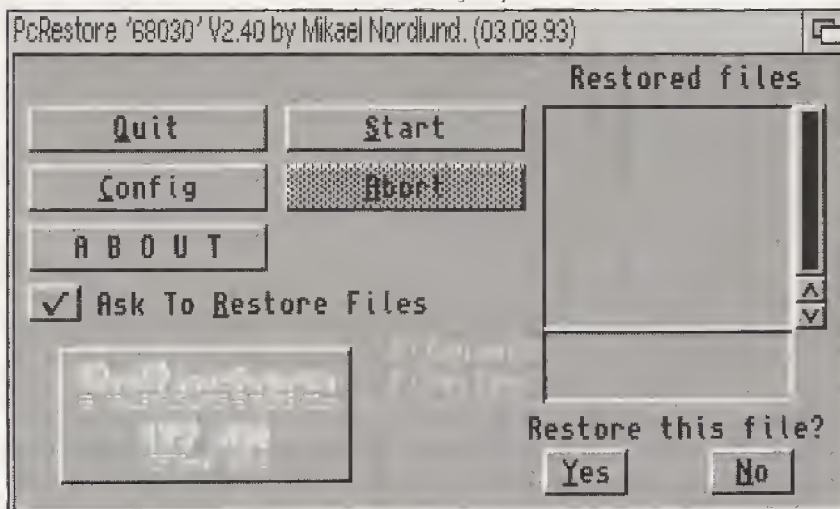 PcRestore '68030' V2.40 by Mikael Nordlund. (03.08.93)
Restored files
Quit
Start
Config
Abort
A B O U T
Ask To Restore Files
Restore this file?
Yes
No